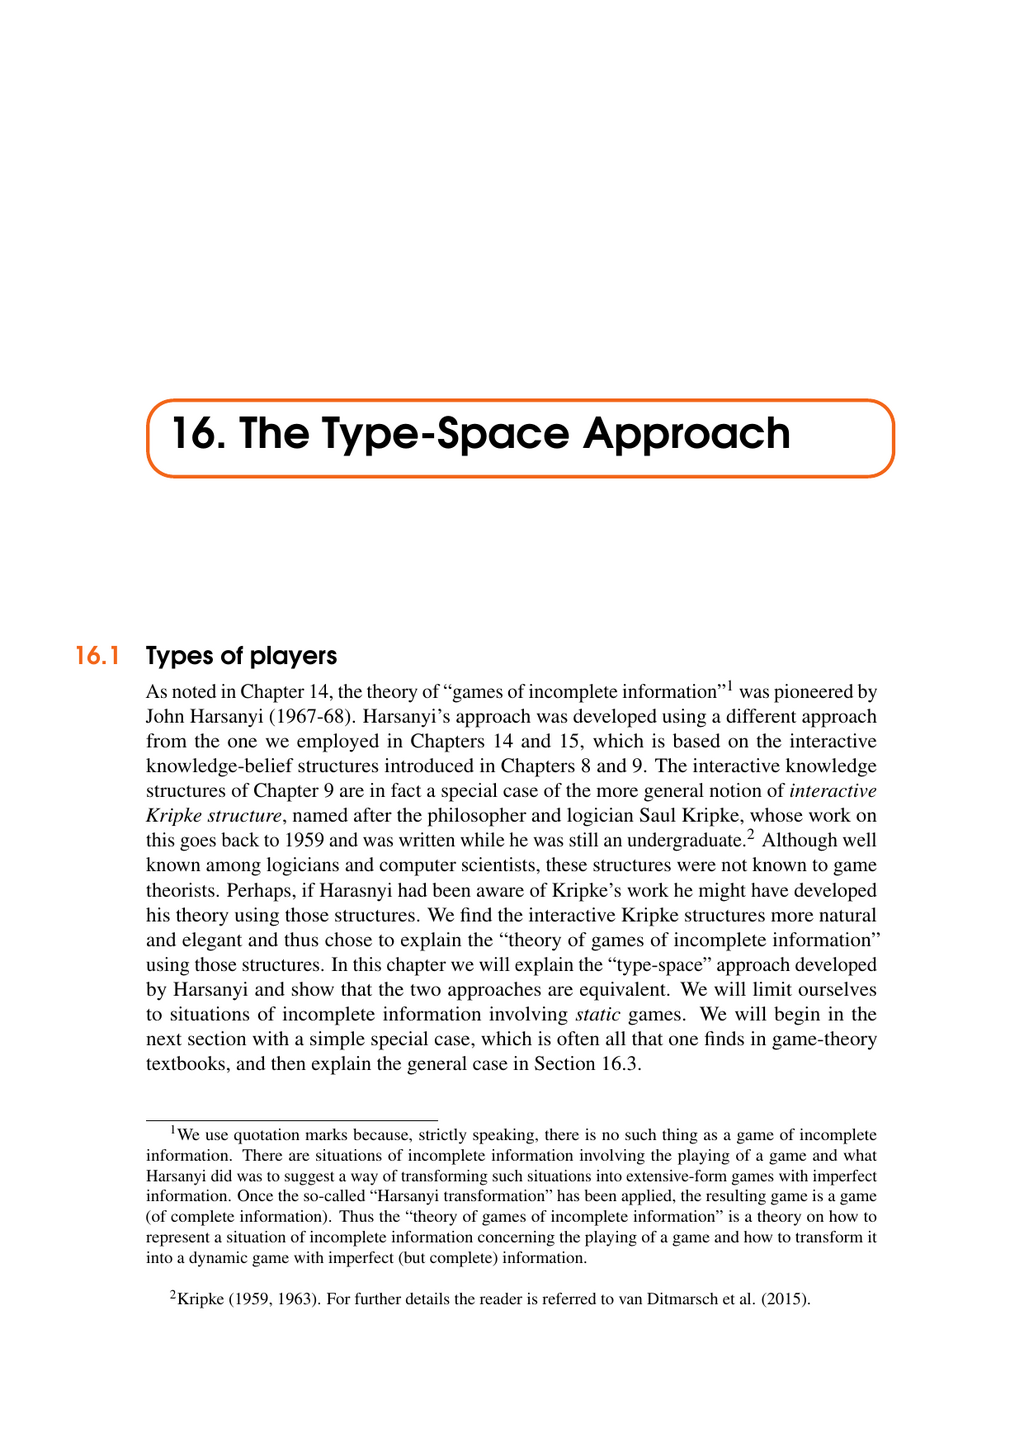 16. The Type-Space Approach
16.1 Types of players
As noted in Chapter 14, the theory of “games of incomplete information”1 was pioneered by
John Harsanyi (1967-68). Harsanyi’s approach was developed using a different approach
from the one we employed in Chapters 14 and 15, which is based on the interactive
knowledge-belief structures introduced in Chapters 8 and 9. The interactive knowledge
structures of Chapter 9 are in fact a special case of the more general notion of interactive
Kripke structure, named after the philosopher and logician Saul Kripke, whose work on
this goes back to 1959 and was written while he was still an undergraduate.2 Although well
known among logicians and computer scientists, these structures were not known to game
theorists. Perhaps, if Harasnyi had been aware of Kripke’s work he might have developed
his theory using those structures. We find the interactive Kripke structures more natural
and elegant and thus chose to explain the “theory of games of incomplete information”
using those structures. In this chapter we will explain the “type-space” approach developed
by Harsanyi and show that the two approaches are equivalent. We will limit ourselves
to situations of incomplete information involving static games. We will begin in the
next section with a simple special case, which is often all that one finds in game-theory
textbooks, and then explain the general case in Section 16.3.
1We use quotation marks because, strictly speaking, there is no such thing as a game of incomplete
information. There are situations of incomplete information involving the playing of a game and what
Harsanyi did was to suggest a way of transforming such situations into extensive-form games with imperfect
information. Once the so-called “Harsanyi transformation” has been applied, the resulting game is a game
(of complete information). Thus the “theory of games of incomplete information” is a theory on how to
represent a situation of incomplete information concerning the playing of a game and how to transform it
into a dynamic game with imperfect (but complete) information.
2Kripke (1959, 1963). For further details the reader is referred to van Ditmarsch et al. (2015).